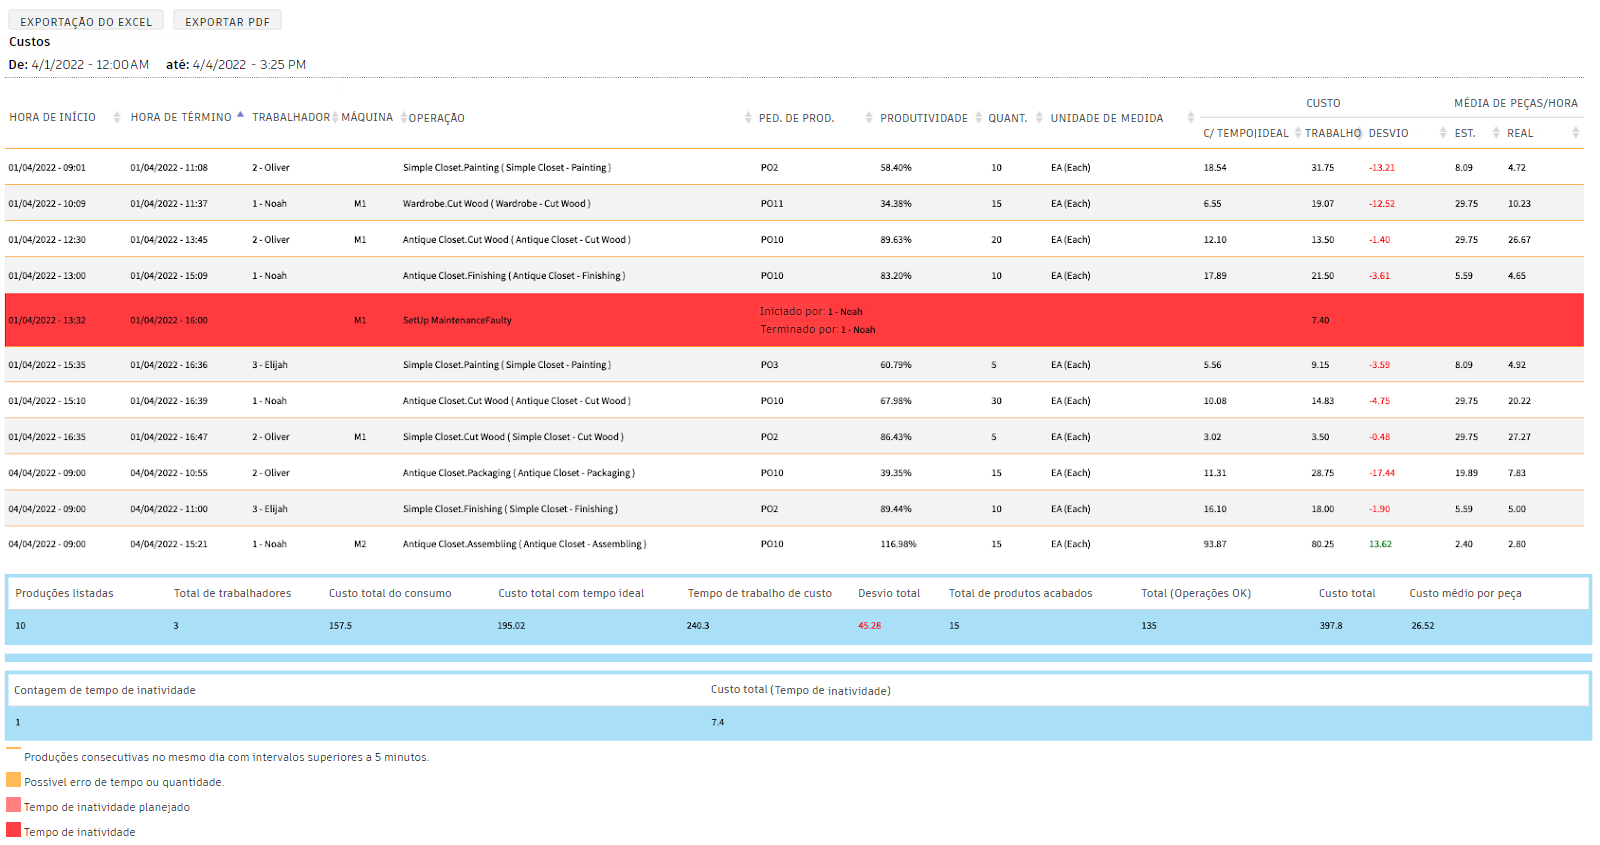 EXPORTAÇÃO DO EXCEL EXPORTAR PDF
Custos
De: 4/1/2022 - 12:00AM até: 4/4/2022 - 3:25 PM
CUSTO MÉDIA DE PEÇAS/HORA
HORA DE INÍCIO HORA DE TÉRMINO TRABALHADOR MÁQUINA OPERAÇÃO PED. DE PROD. PRODUTIVIDADE QUANT. UNIDADE DE MEDIDA
C/ TEMPO|IDEAL TRABALHO DESVIO EST. REAL
01/04/2022 - 09:01 01/04/2022 - 11:08 2 - Oliver Simple Closet.Painting ( Simple Closet - Painting ) PO2 58.40% 10 EA (Each) 18.54 31.75 -13.21 8.09 4.72
01/04/2022 - 10:09 01/04/2022 - 11:37 1 - Noah M1 Wardrobe.Cut Wood ( Wardrobe - Cut Wood ) PO11 34.38% 15 EA (Each) 6.55 19.07 -12.52 29.75 10.23
01/04/2022 - 12:30 01/04/2022 - 13:45 2 - Oliver M1 Antique Closet.Cut Wood ( Antique Closet - Cut Wood ) PO10 89.63% 20 EA (Each) 12.10 13.50 -1.40 29.75 26.67
01/04/2022 - 13:00 01/04/2022 - 15:09 1 - Noah Antique Closet.Finishing ( Antique Closet - Finishing ) PO10 83.20% 10 EA (Each) 17.89 21.50 -3.61 5.59 4.65
01/04/2022 - 13:32 01/04/2022 - 16:00 M1 SetUp MaintenanceFaulty Iniciado por: 1 - Noah 7.40
Terminado por: 1 - Noah
01/04/2022 - 15:35 01/04/2022 - 16:36 3 - Elijah Simple Closet.Painting ( Simple Closet - Painting ) PO3 60.79% 5 EA (Each) 5.56 9.15 -3.59 8.09 4.92
01/04/2022 - 15:10 01/04/2022 - 16:39 1 - Noah Antique Closet.Cut Wood ( Antique Closet - Cut Wood ) PO10 67.98% 30 EA (Each) 10.08 14.83 -4.75 29.75 20.22
01/04/2022 - 16:35 01/04/2022 - 16:47 2 - Oliver M1 Simple Closet.Cut Wood ( Simple Closet - Cut Wood ) PO2 86.43% 5 EA (Each) 3.02 3.50 -0.48 29.75 27.27
04/04/2022 - 09:00 04/04/2022 - 10:55 2 - Oliver Antique Closet.Packaging ( Antique Closet - Packaging ) PO10 39.35% 15 EA (Each) 11.31 28.75 -17.44 19.89 7.83
04/04/2022 - 09:00 04/04/2022 - 11:00 3 - Elijah Simple Closet.Finishing ( Simple Closet - Finishing ) PO2 89.44% 10 EA (Each) 16.10 18.00 -1.90 5.59 5.00
04/04/2022 - 09:00 04/04/2022 - 15:21 1 - Noah M2 Antique Closet.Assembling ( Antique Closet - Assembling ) PO10 116.98% 15 EA (Each) 93.87 80.25 13.62 2.40 2.80
Produções listadas Total de trabalhadores Custo total do consumo Custo total com tempo ideal Tempo de trabalho de custo Desvio total Total de produtos acabados Total (Operações OK) Custo total Custo médio por peça
10 3 157.5 195.02 240.3 45.28 15 135 397.8 26.52
Contagem de tempo de inatividade Custo total (Tempo de inatividade)
1 7.4
Produções consecutivas no mesmo dia com intervalos superiores a 5 minutos.
Possível erro de tempo ou quantidade.
Tempo de inatividade planejado
Tempo de inatividade